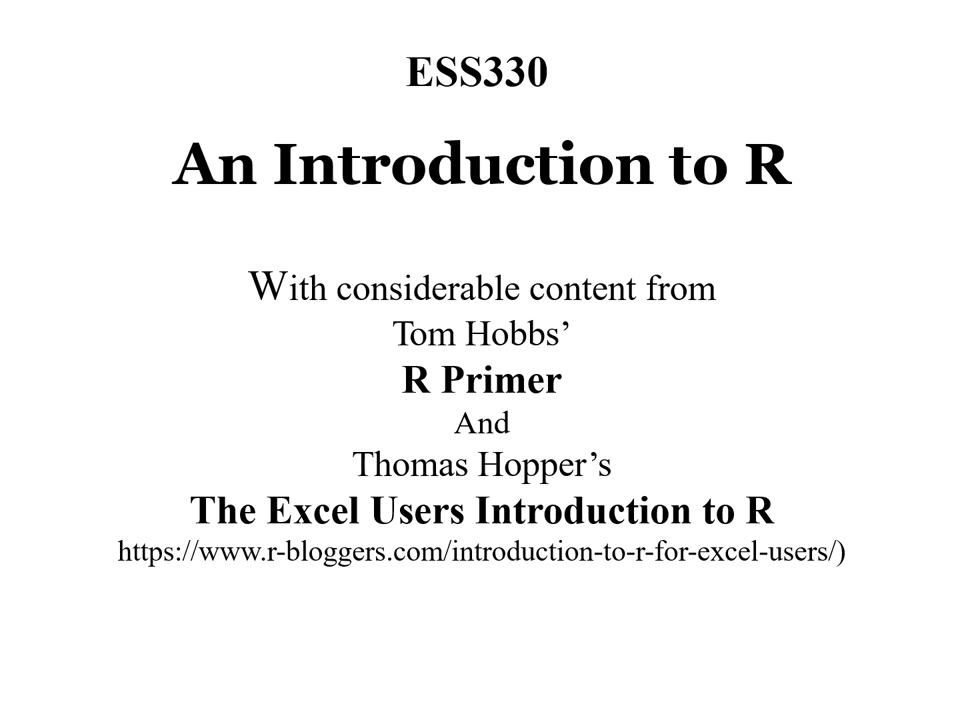 ESS330
An Introduction to R
With considerable content from
Tom Hobbs’
R Primer
And
Thomas Hopper’s
The Excel Users Introduction to R
https://www.r-bloggers.com/introduction-to-r-for-excel-users/)